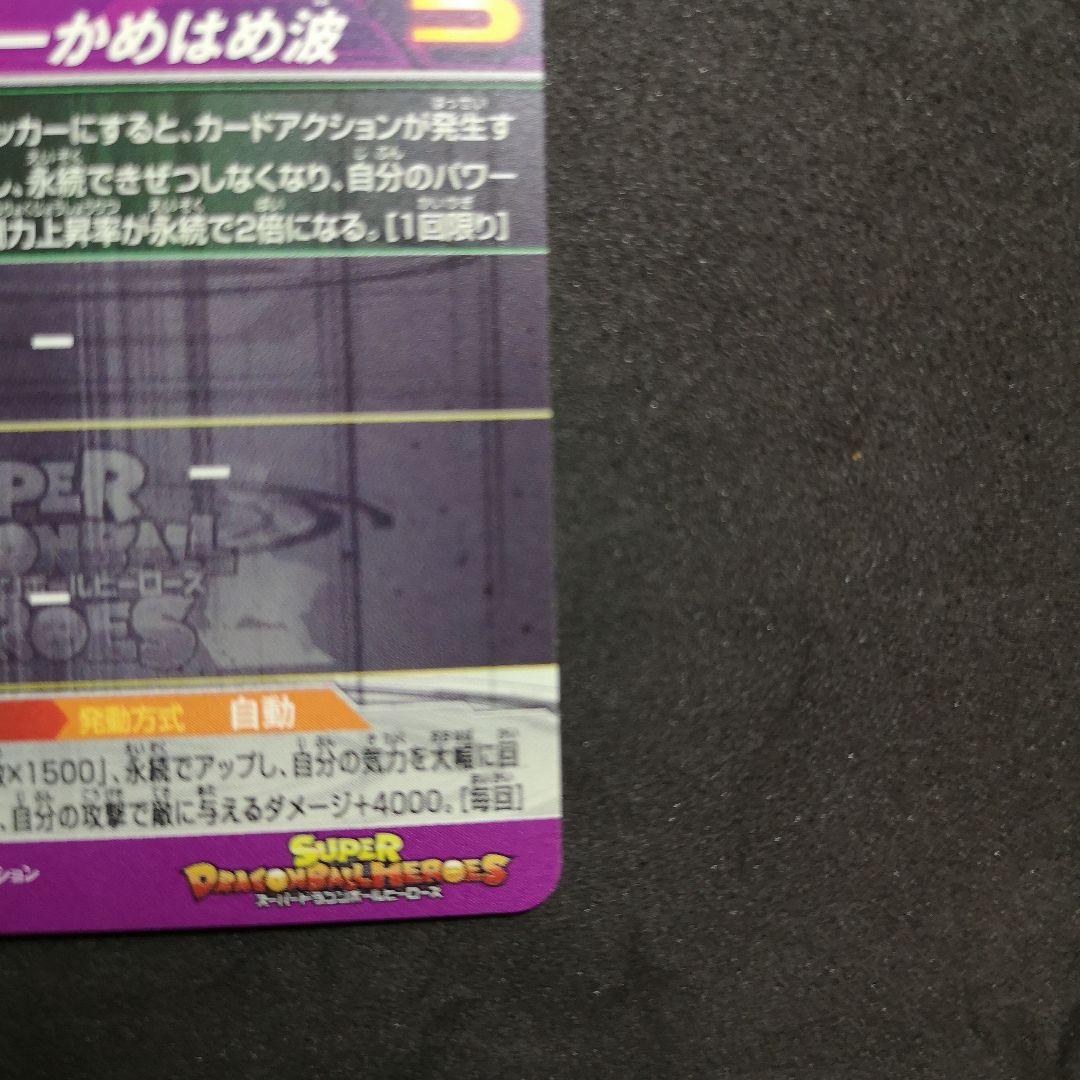 ーかめはめ波
ッカーにすると、カードアクションが発生す
し、永続できぜつしなくなり、自分のパワー
力上昇率が永続で2倍になる。[1回限り]
SUPER
DRAGONBALL
HEROES
発動方式 自動
×1500]、永続でアップし、自分の気力を大幅に回
、自分の攻撃で敵に与えるダメージ+4000。[毎回]
ション
SUPER
DRAGONBALL HEROES
スーパードラゴンボールヒーローズ